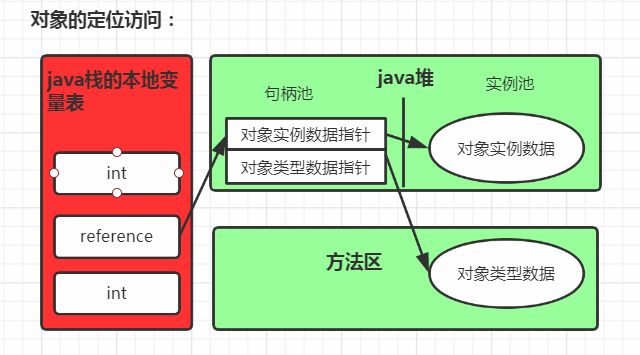 对象的定位访问：
java栈的本地变
量表
int
reference
int
java堆
句柄池
实例池
对象实例数据指针
对象类型数据指针
对象实例数据
方法区
对象类型数据